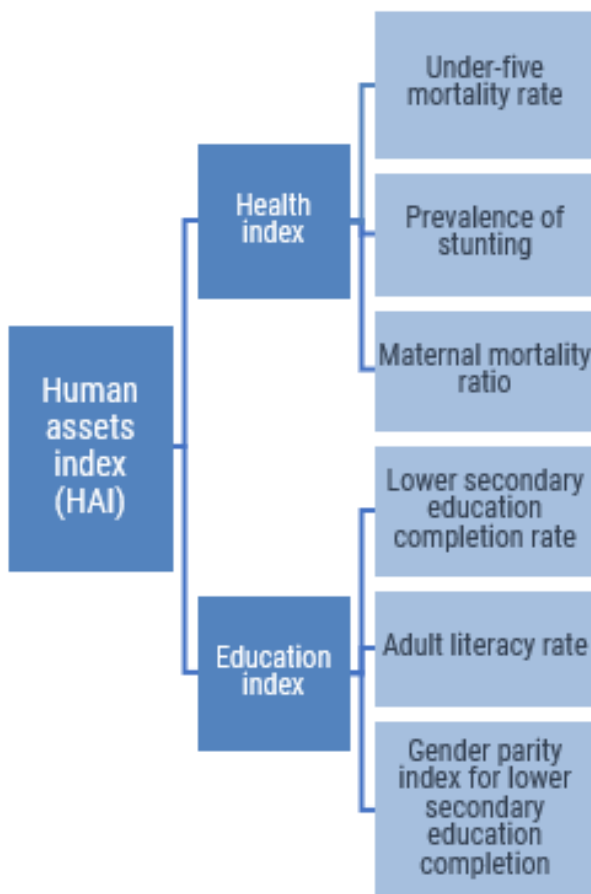 Human
assets
index
(HAI)
Health
index
Under-five
mortality rate
Prevalence of
stunting
Maternal mortality
ratio
Education
index
Lower secondary
education
completion rate
Adult literacy rate
Gender parity
index for lower
secondary
education
completion